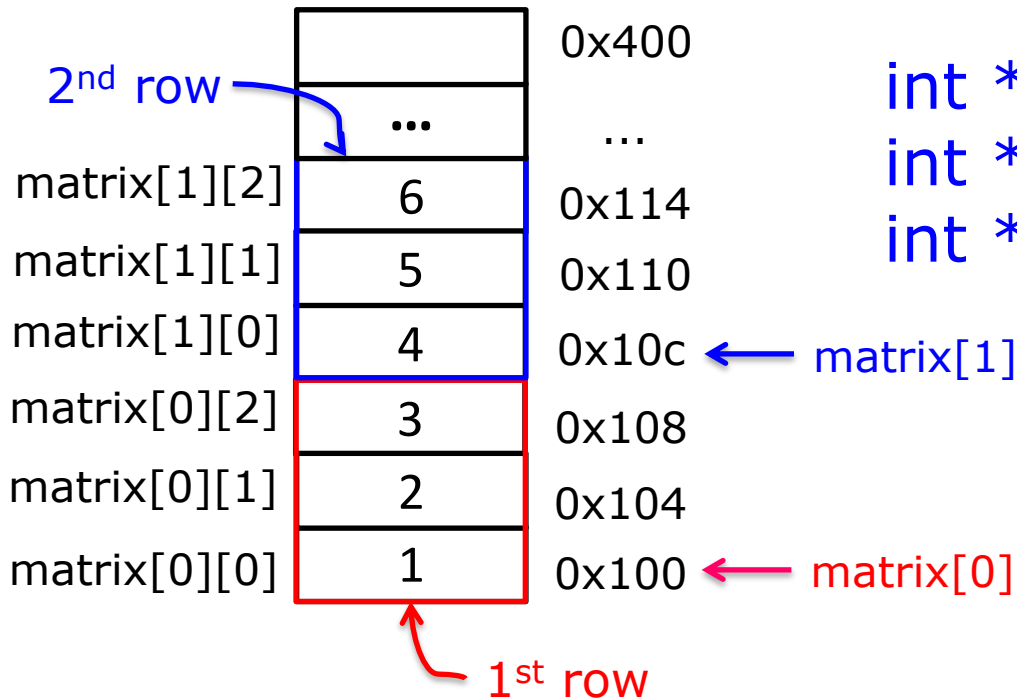 0x400
2nd row
int *
... ...
int *
matrix[1][2] 6 0x114
int *
matrix[1][1] 5 0x110
matrix[1][0] 4 0x10c matrix[1]
matrix[0][2] 3 0x108
matrix[0][1] 2 0x104
matrix[0][0] 1 0x100 matrix[0]
1st row